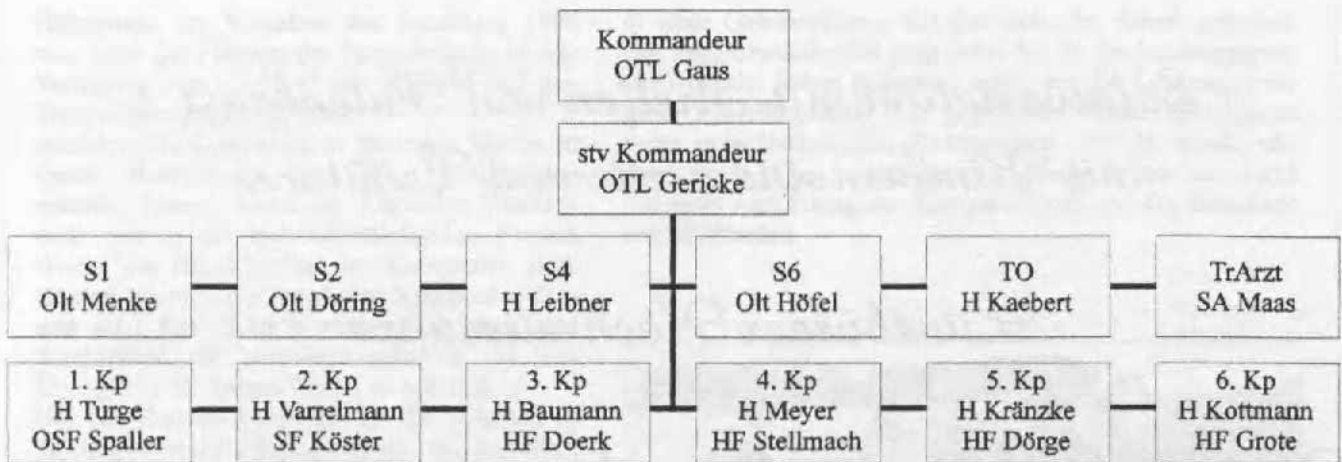 Kommandeur
OTL Gaus
stv Kommandeur
OTL Gericke
S1
Olt Menke
S2
Olt Döring
S4
H Leibner
S6
Olt Höfel
TO
H Kaebert
TrArzt
SA Maas
1. Kp
H Turge
OSF Spaller
2. Kp
H Varrelmann
SF Köster
3. Kp
H Baumann
HF Doerk
4. Kp
H Meyer
HF Stellmach
5. Kp
H Kränzke
HF Dörge
6. Kp
H Kottmann
HF Grote